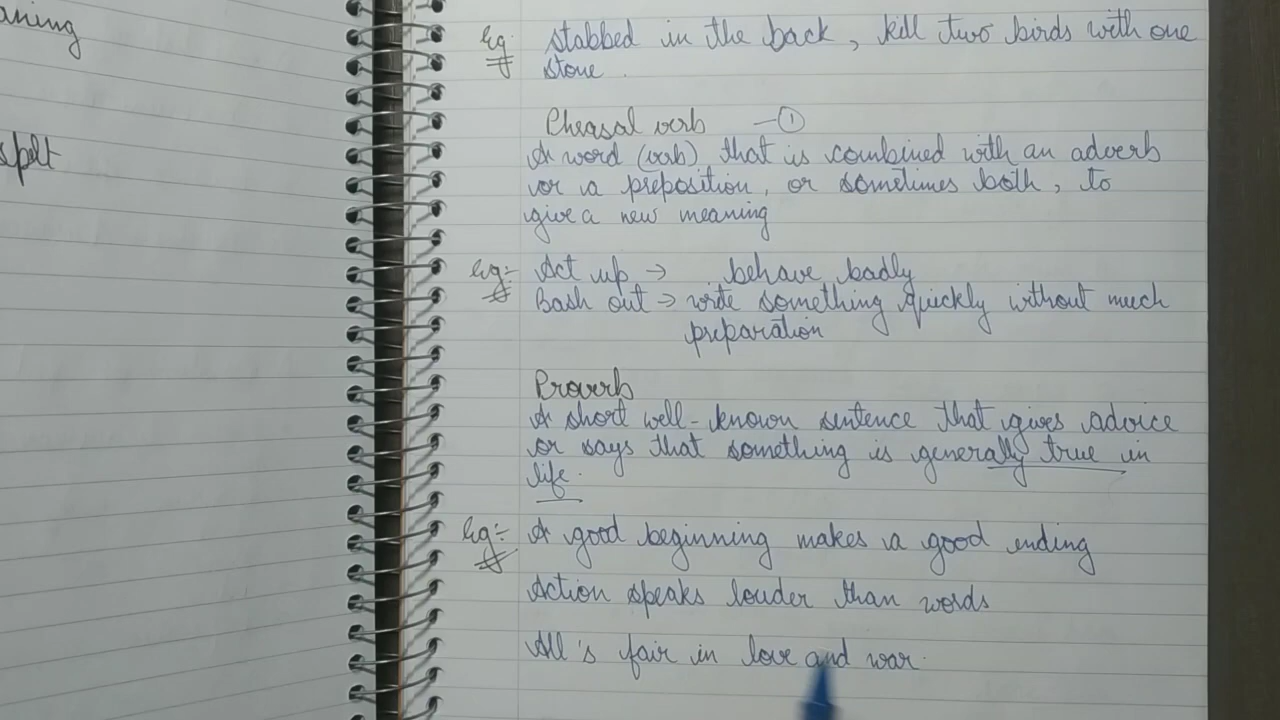 aning
spelt
Eg. stabbed in the back, kill two birds with one
stone.
Phrasal verb - ①
A word (verb) that is combined with an adverb
or a preposition, or sometimes both, to
give a new meaning
Eg:- Act up → behave badly
Bash out → write something quickly without much
preparation
Proverb
A short well-known sentence that gives advice
or says that something is generally true in
life.
Eg:- A good beginning makes a good ending
Action speaks louder than words
All's fair in love and war.